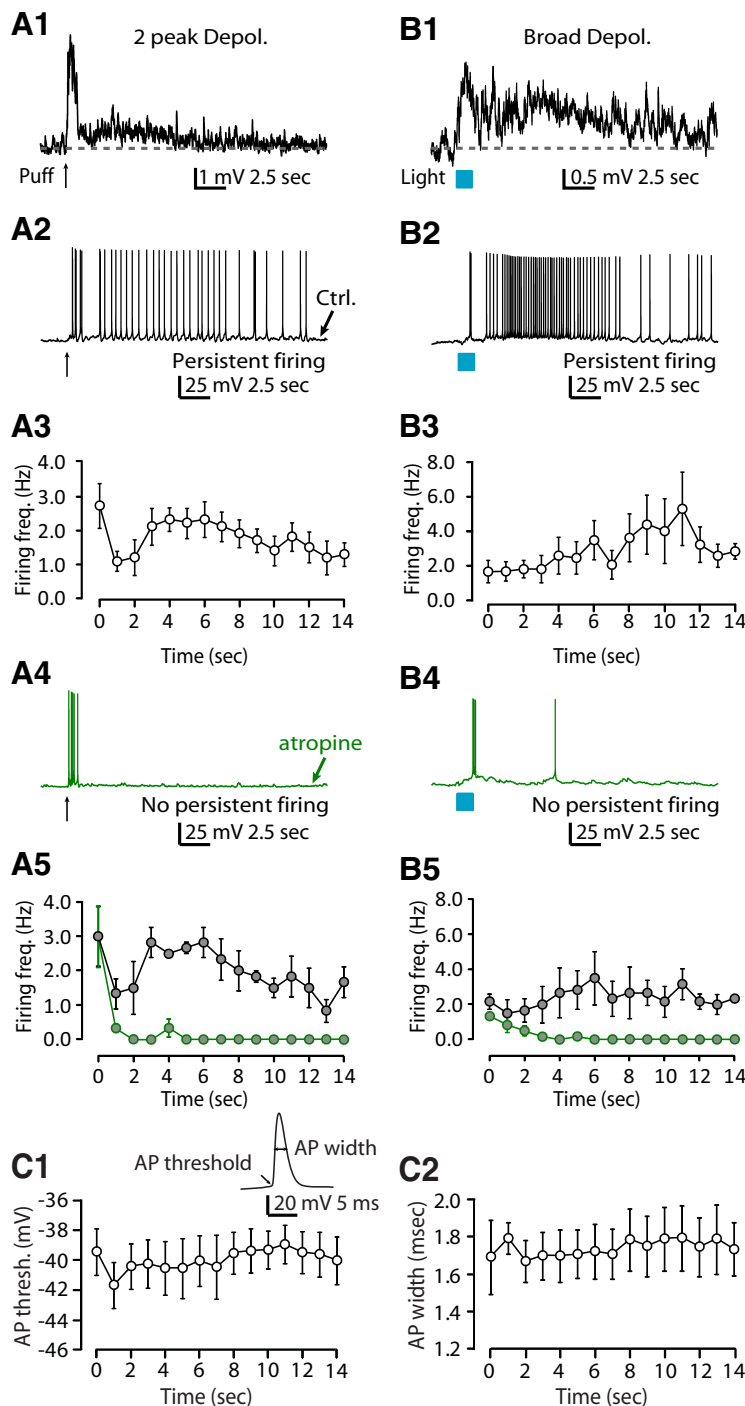 A1
2 peak Depol.
Puff
1 mV 2.5 sec
B1
Broad Depol.
Light
0.5 mV 2.5 sec
A2
Ctrl.
Persistent firing
25 mV 2.5 sec
B2
Persistent firing
25 mV 2.5 sec
A3
Firing freq. (Hz)
4.0
3.0
2.0
1.0
0.0
0 2 4 6 8 10 12 14
Time (sec)
B3
Firing freq. (Hz)
8.0
6.0
4.0
2.0
0.0
0 2 4 6 8 10 12 14
Time (sec)
A4
atropine
No persistent firing
25 mV 2.5 sec
B4
No persistent firing
25 mV 2.5 sec
A5
Firing freq. (Hz)
4.0
3.0
2.0
1.0
0.0
0 2 4 6 8 10 12 14
Time (sec)
B5
Firing freq. (Hz)
8.0
6.0
4.0
2.0
0.0
0 2 4 6 8 10 12 14
Time (sec)
C1
AP threshold
AP width
20 mV 5 ms
AP thresh. (mV)
-36
-38
-40
-42
-44
-46
0 2 4 6 8 10 12 14
Time (sec)
C2
AP width (msec)
2.0
1.8
1.6
1.4
1.2
0 2 4 6 8 10 12 14
Time (sec)